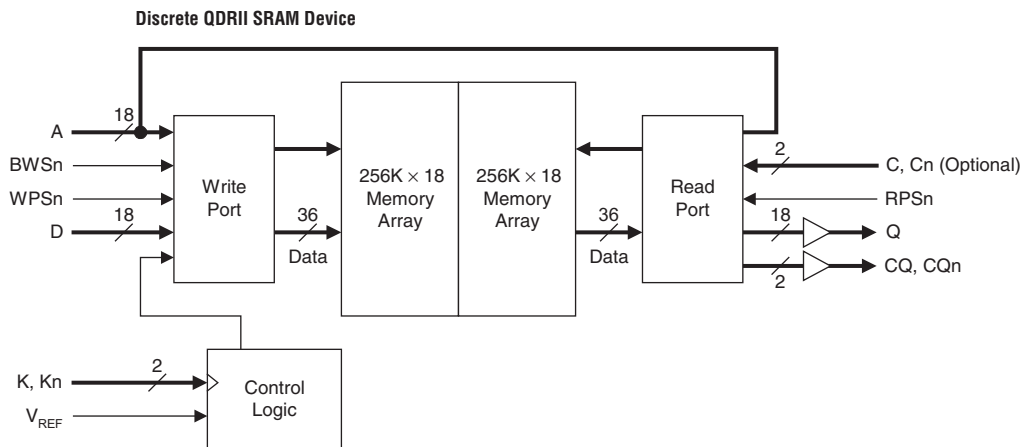 Discrete QDRII SRAM Device
A
18
BWSn
WPSn
D
18
Write
Port
36
Data
256K × 18
Memory
Array
256K × 18
Memory
Array
36
Data
Read
Port
2
C, Cn (Optional)
RPSn
18
Q
2
CQ, CQn
K, Kn
2
VREF
Control
Logic